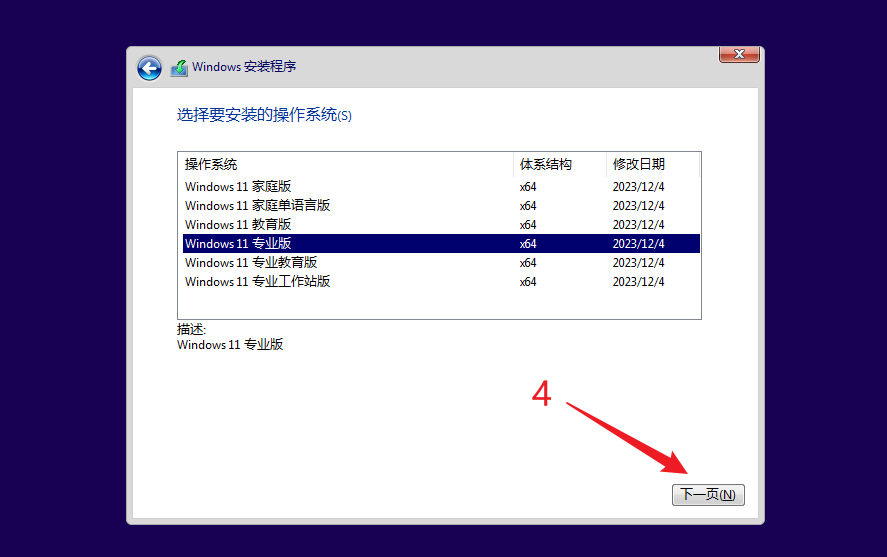 Windows 安装程序
选择要安装的操作系统(S)
操作系统 体系结构 修改日期
Windows 11 家庭版 x64 2023/12/4
Windows 11 家庭单语言版 x64 2023/12/4
Windows 11 教育版 x64 2023/12/4
Windows 11 专业版 x64 2023/12/4
Windows 11 专业教育版 x64 2023/12/4
Windows 11 专业工作站版 x64 2023/12/4
描述:
Windows 11 专业版
4
下一页(N)